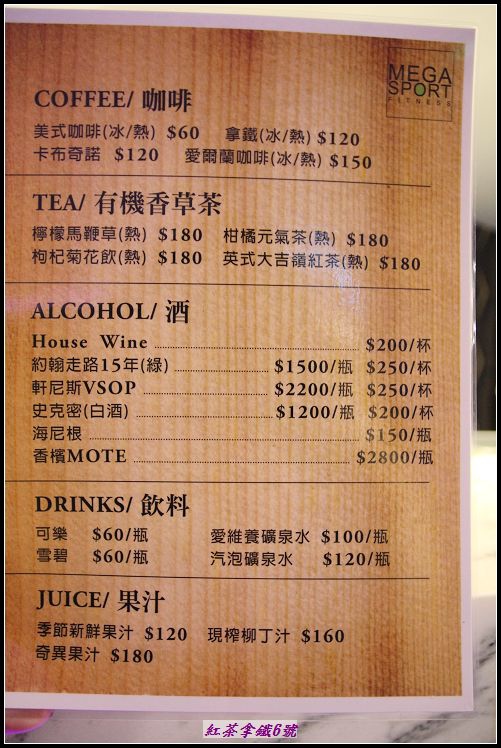 MEGA
SPORT
FITNESS
COFFEE/ 咖啡
美式咖啡(冰/熱) $60 拿鐵(冰/熱) $120
卡布奇諾 $120 愛爾蘭咖啡(冰/熱) $150
TEA/ 有機香草茶
檸檬馬鞭草(熱) $180 柑橘元氣茶(熱) $180
枸杞菊花飲(熱) $180 英式大吉嶺紅茶(熱) $180
ALCOHOL/ 酒
House Wine $200/杯
約翰走路15年(綠) $1500/瓶 $250/杯
軒尼斯VSOP $2200/瓶 $250/杯
史克密(白酒) $1200/瓶 $200/杯
海尼根 $150/瓶
香檳MOTE $2800/瓶
DRINKS/ 飲料
可樂 $60/瓶 愛維養礦泉水 $100/瓶
雪碧 $60/瓶 汽泡礦泉水 $120/瓶
JUICE/ 果汁
季節新鮮果汁 $120 現榨柳丁汁 $160
奇異果汁 $180
紅茶拿鐵6號